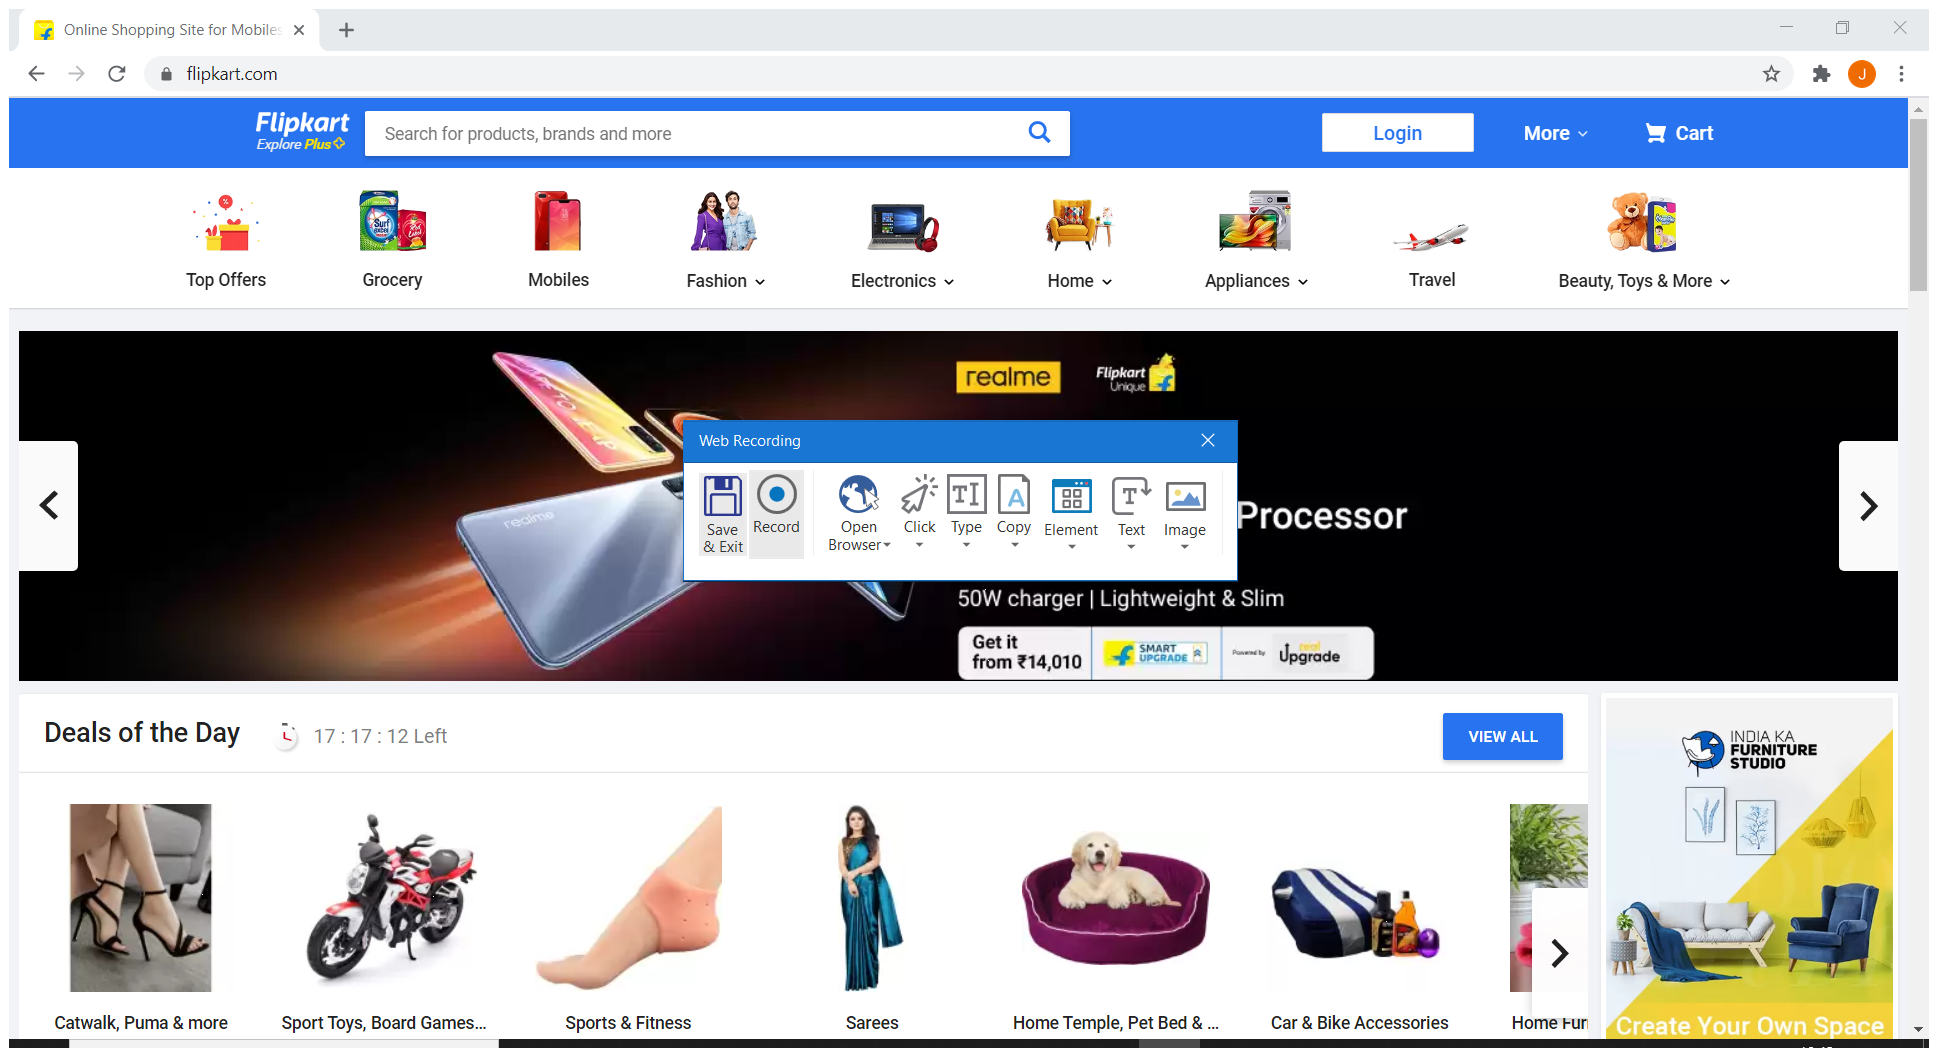 Online Shopping Site for Mobiles
flipkart.com
J
Flipkart
Explore Plus
Search for products, brands and more
Login
More
Cart
Top Offers
Grocery
Mobiles
Fashion
Electronics
Home
Appliances
Travel
Beauty, Toys & More
realme
Flipkart
Unique
realme
Web Recording
Save
& Exit
Record
Open
Browser
Click
Type
Copy
Element
Text
Image
Processor
50W charger | Lightweight & Slim
Get it
from ₹14,010
SMART
UPGRADE
Powered by
real
Upgrade
Deals of the Day
17 : 17 : 12 Left
VIEW ALL
INDIA KA
FURNITURE
STUDIO
Catwalk, Puma & more
Sport Toys, Board Games...
Sports & Fitness
Sarees
Home Temple, Pet Bed & ...
Car & Bike Accessories
Home Fur
Create Your Own Space